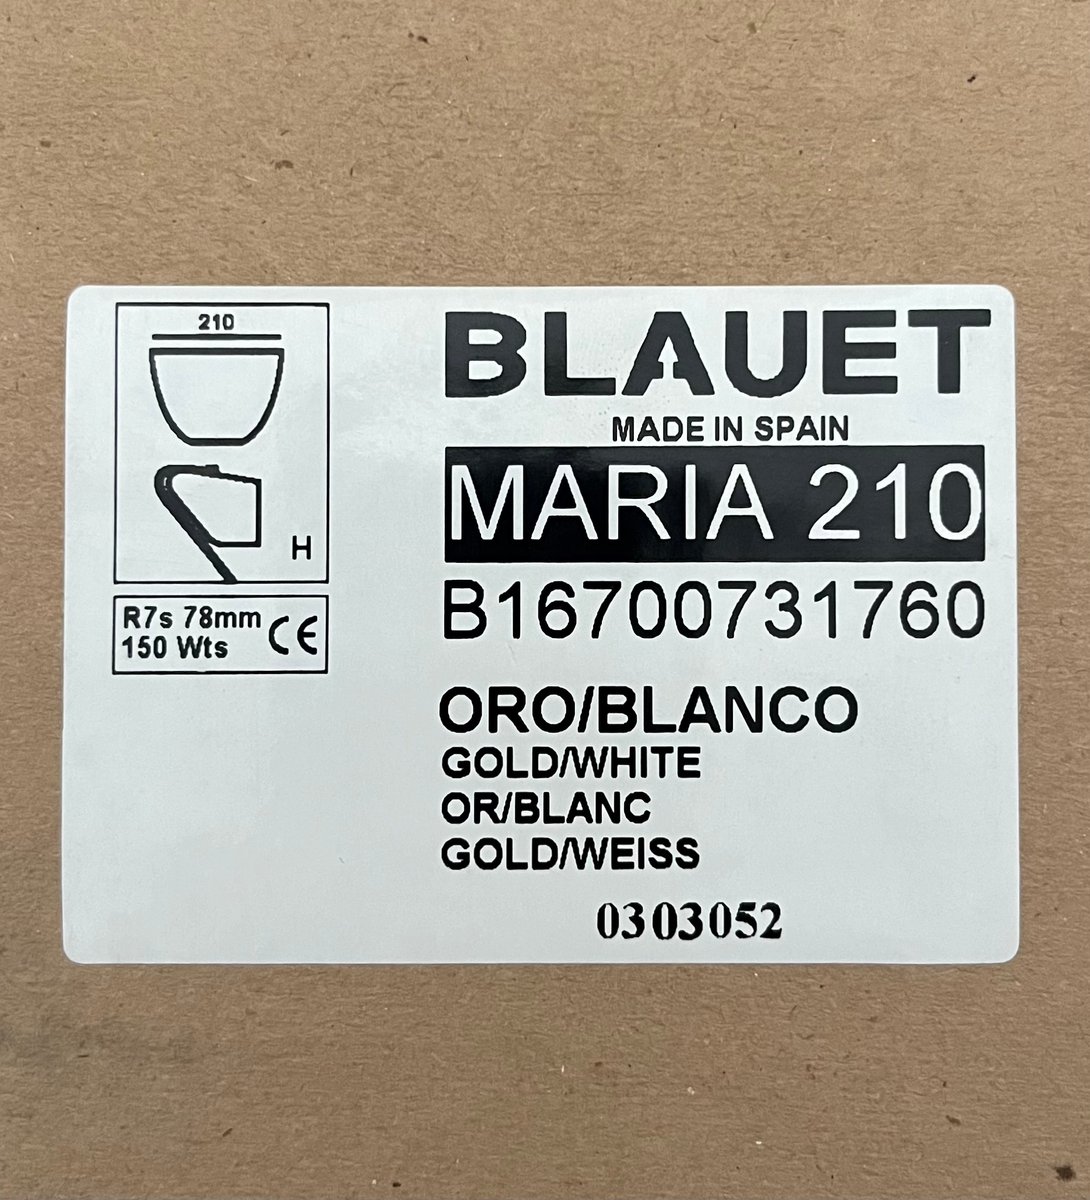 210
H
R7s 78mm
150 Wts
CE
BLAUET
MADE IN SPAIN
MARIA 210
B16700731760
ORO/BLANCO
GOLD/WHITE
OR/BLANC
GOLD/WEISS
0303052